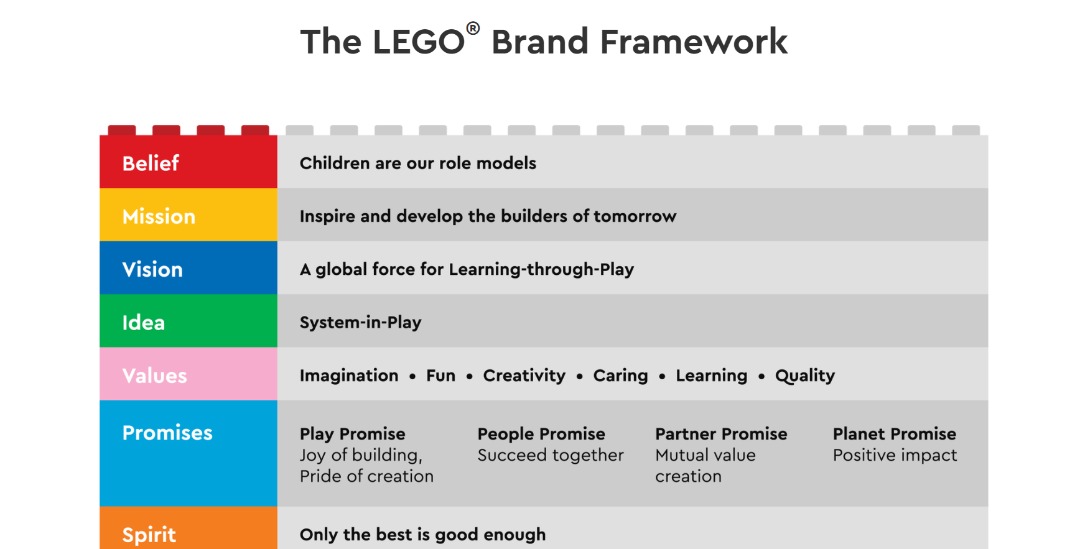 The LEGO® Brand Framework
Belief
Children are our role models
Mission
Inspire and develop the builders of tomorrow
Vision
A global force for Learning-through-Play
Idea
System-in-Play
Values
Imagination • Fun • Creativity • Caring • Learning • Quality
Promises
Play Promise
Joy of building,
Pride of creation
People Promise
Succeed together
Partner Promise
Mutual value
creation
Planet Promise
Positive impact
Spirit
Only the best is good enough